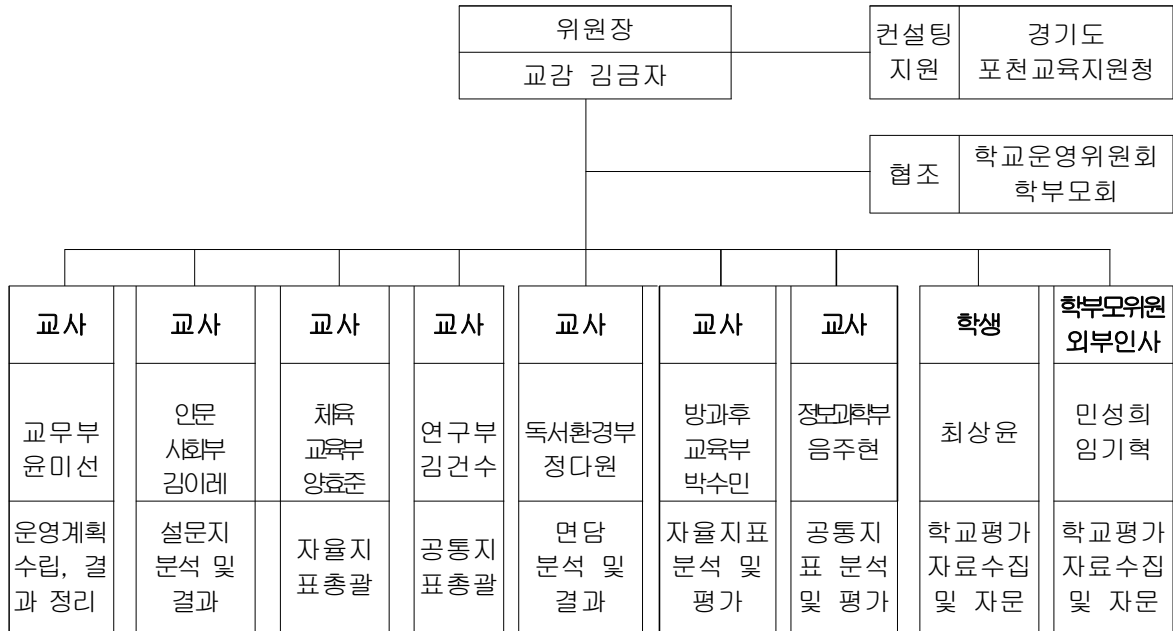 위원장
교감 김금자
컨설팅
지원
경기도
포천교육지원청
협조
학교운영위원회
학부모회
교사
교사
교사
교사
교사
교사
교사
학생
학부모위원
외부인사
교무부
윤미선
인문
사회부
김이레
체육
교육부
양효준
연구부
김건수
독서환경부
정다원
방과후
교육부
박수민
정보과학부
음주현
최상윤
민성희
임기혁
운영계획
수립, 결
과 정리
설문지
분석 및
결과
자율지
표총괄
공통지
표총괄
면담
분석 및
결과
자율지표
분석 및
평가
공통지
표 분석
및 평가
학교평가
자료수집
및 자문
학교평가
자료수집
및 자문